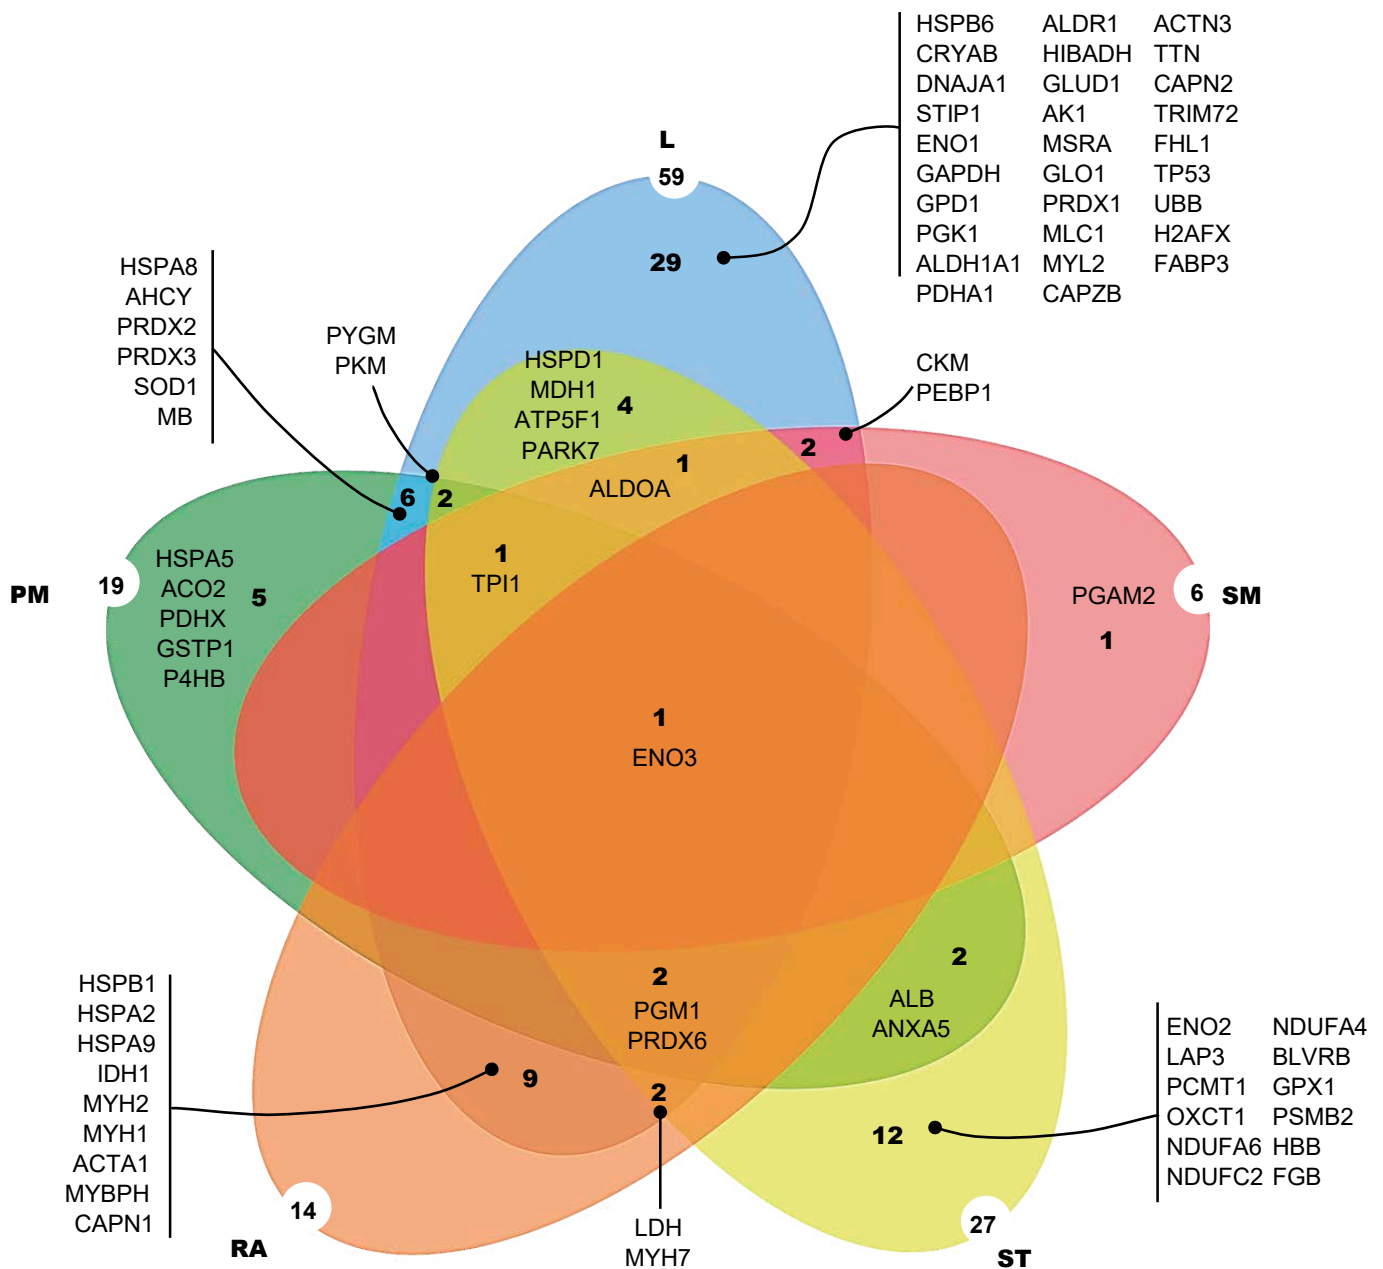 HSPB6 ALDR1 ACTN3
CRYAB HIBADH TTN
DNAJA1 GLUD1 CAPN2
STIP1 AK1 TRIM72
ENO1 MSRA FHL1
GAPDH GLO1 TP53
GPD1 PRDX1 UBB
PGK1 MLC1 H2AFX
ALDH1A1 MYL2 FABP3
PDHA1 CAPZB
L
59
29
HSPA8
AHCY
PRDX2
PRDX3
SOD1
MB
PYGM
PKM
HSPD1
MDH1
ATP5F1
PARK7
4
CKM
PEBP1
2
1
ALDOA
6
2
1
TPI1
PM
19
HSPA5
ACO2
PDHX
GSTP1
P4HB
5
PGAM2
1
6
SM
1
ENO3
2
PGM1
PRDX6
2
ALB
ANXA5
HSPB1
HSPA2
HSPA9
IDH1
MYH2
MYH1
ACTA1
MYBPH
CAPN1
9
2
LDH
MYH7
12
ENO2 NDUFA4
LAP3 BLVRB
PCMT1 GPX1
OXCT1 PSMB2
NDUFA6 HBB
NDUFC2 FGB
14
RA
27
ST